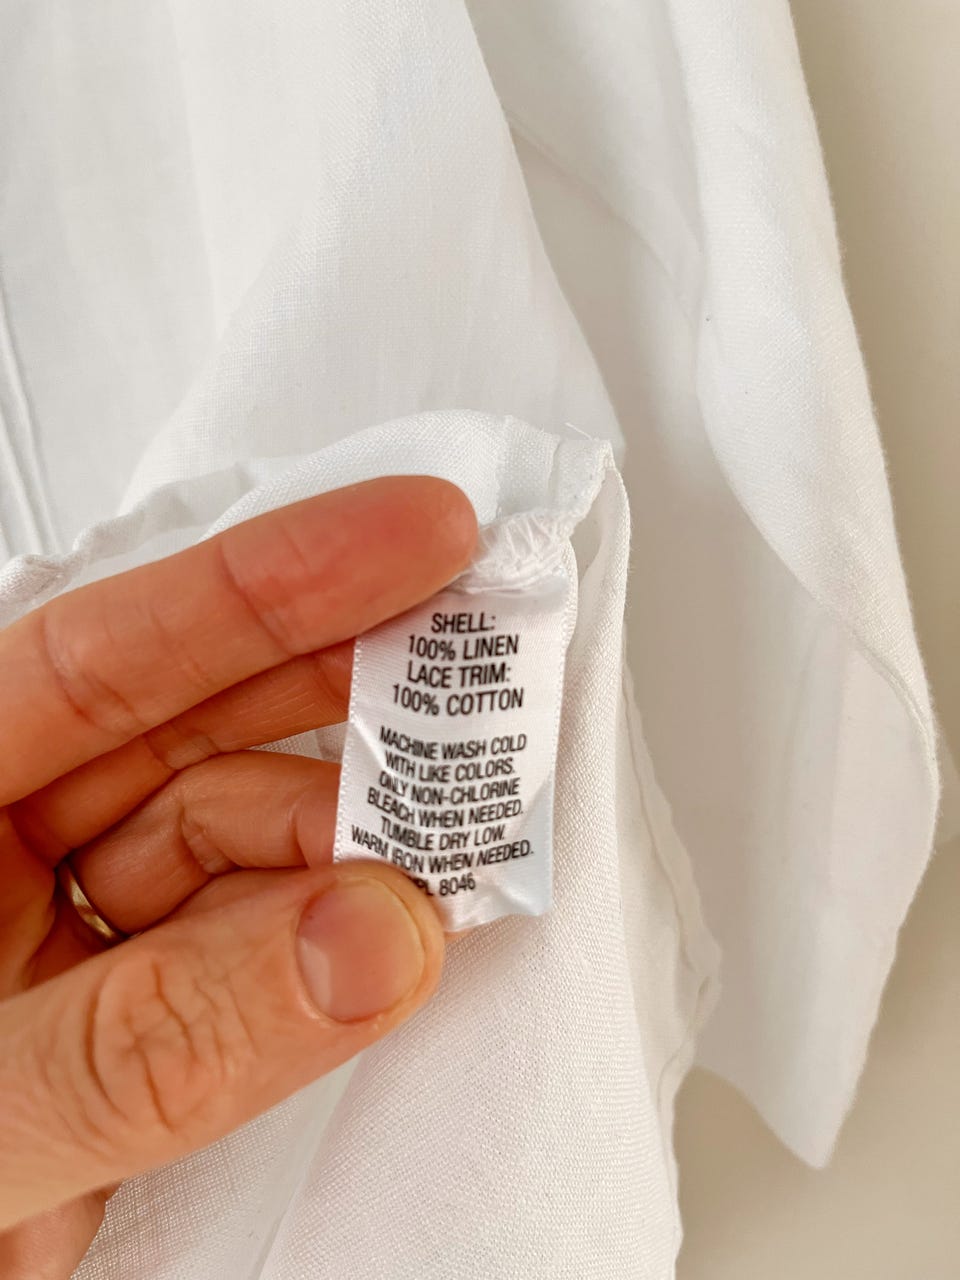 SHELL:
100% LINEN
LACE TRIM:
100% COTTON
MACHINE WASH COLD
WITH LIKE COLORS.
ONLY NON-CHLORINE
BLEACH WHEN NEEDED.
TUMBLE DRY LOW.
WARM IRON WHEN NEEDED.
8046